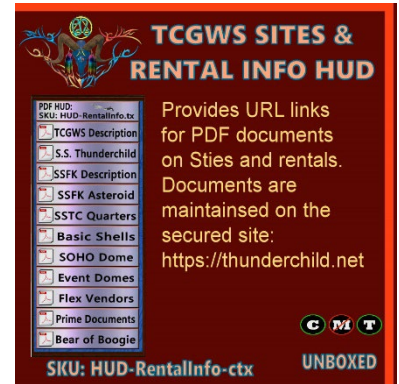 TCGWS SITES &
RENTAL INFO HUD
PDF HUD:
SKU: HUD-RentalInfo.tx
TCGWS Description
S.S. Thunderchild
SSFK Description
SSFK Asteroid
SSTC Quarters
Basic Shells
SOHO Dome
Event Domes
Flex Vendors
Prime Documents
Bear of Boogie
Provides URL links
for PDF documents
on Sties and rentals.
Documents are
maintainsed on the
secured site:
https://thunderchild.net
C M T
SKU: HUD-RentalInfo-ctx
UNBOXED